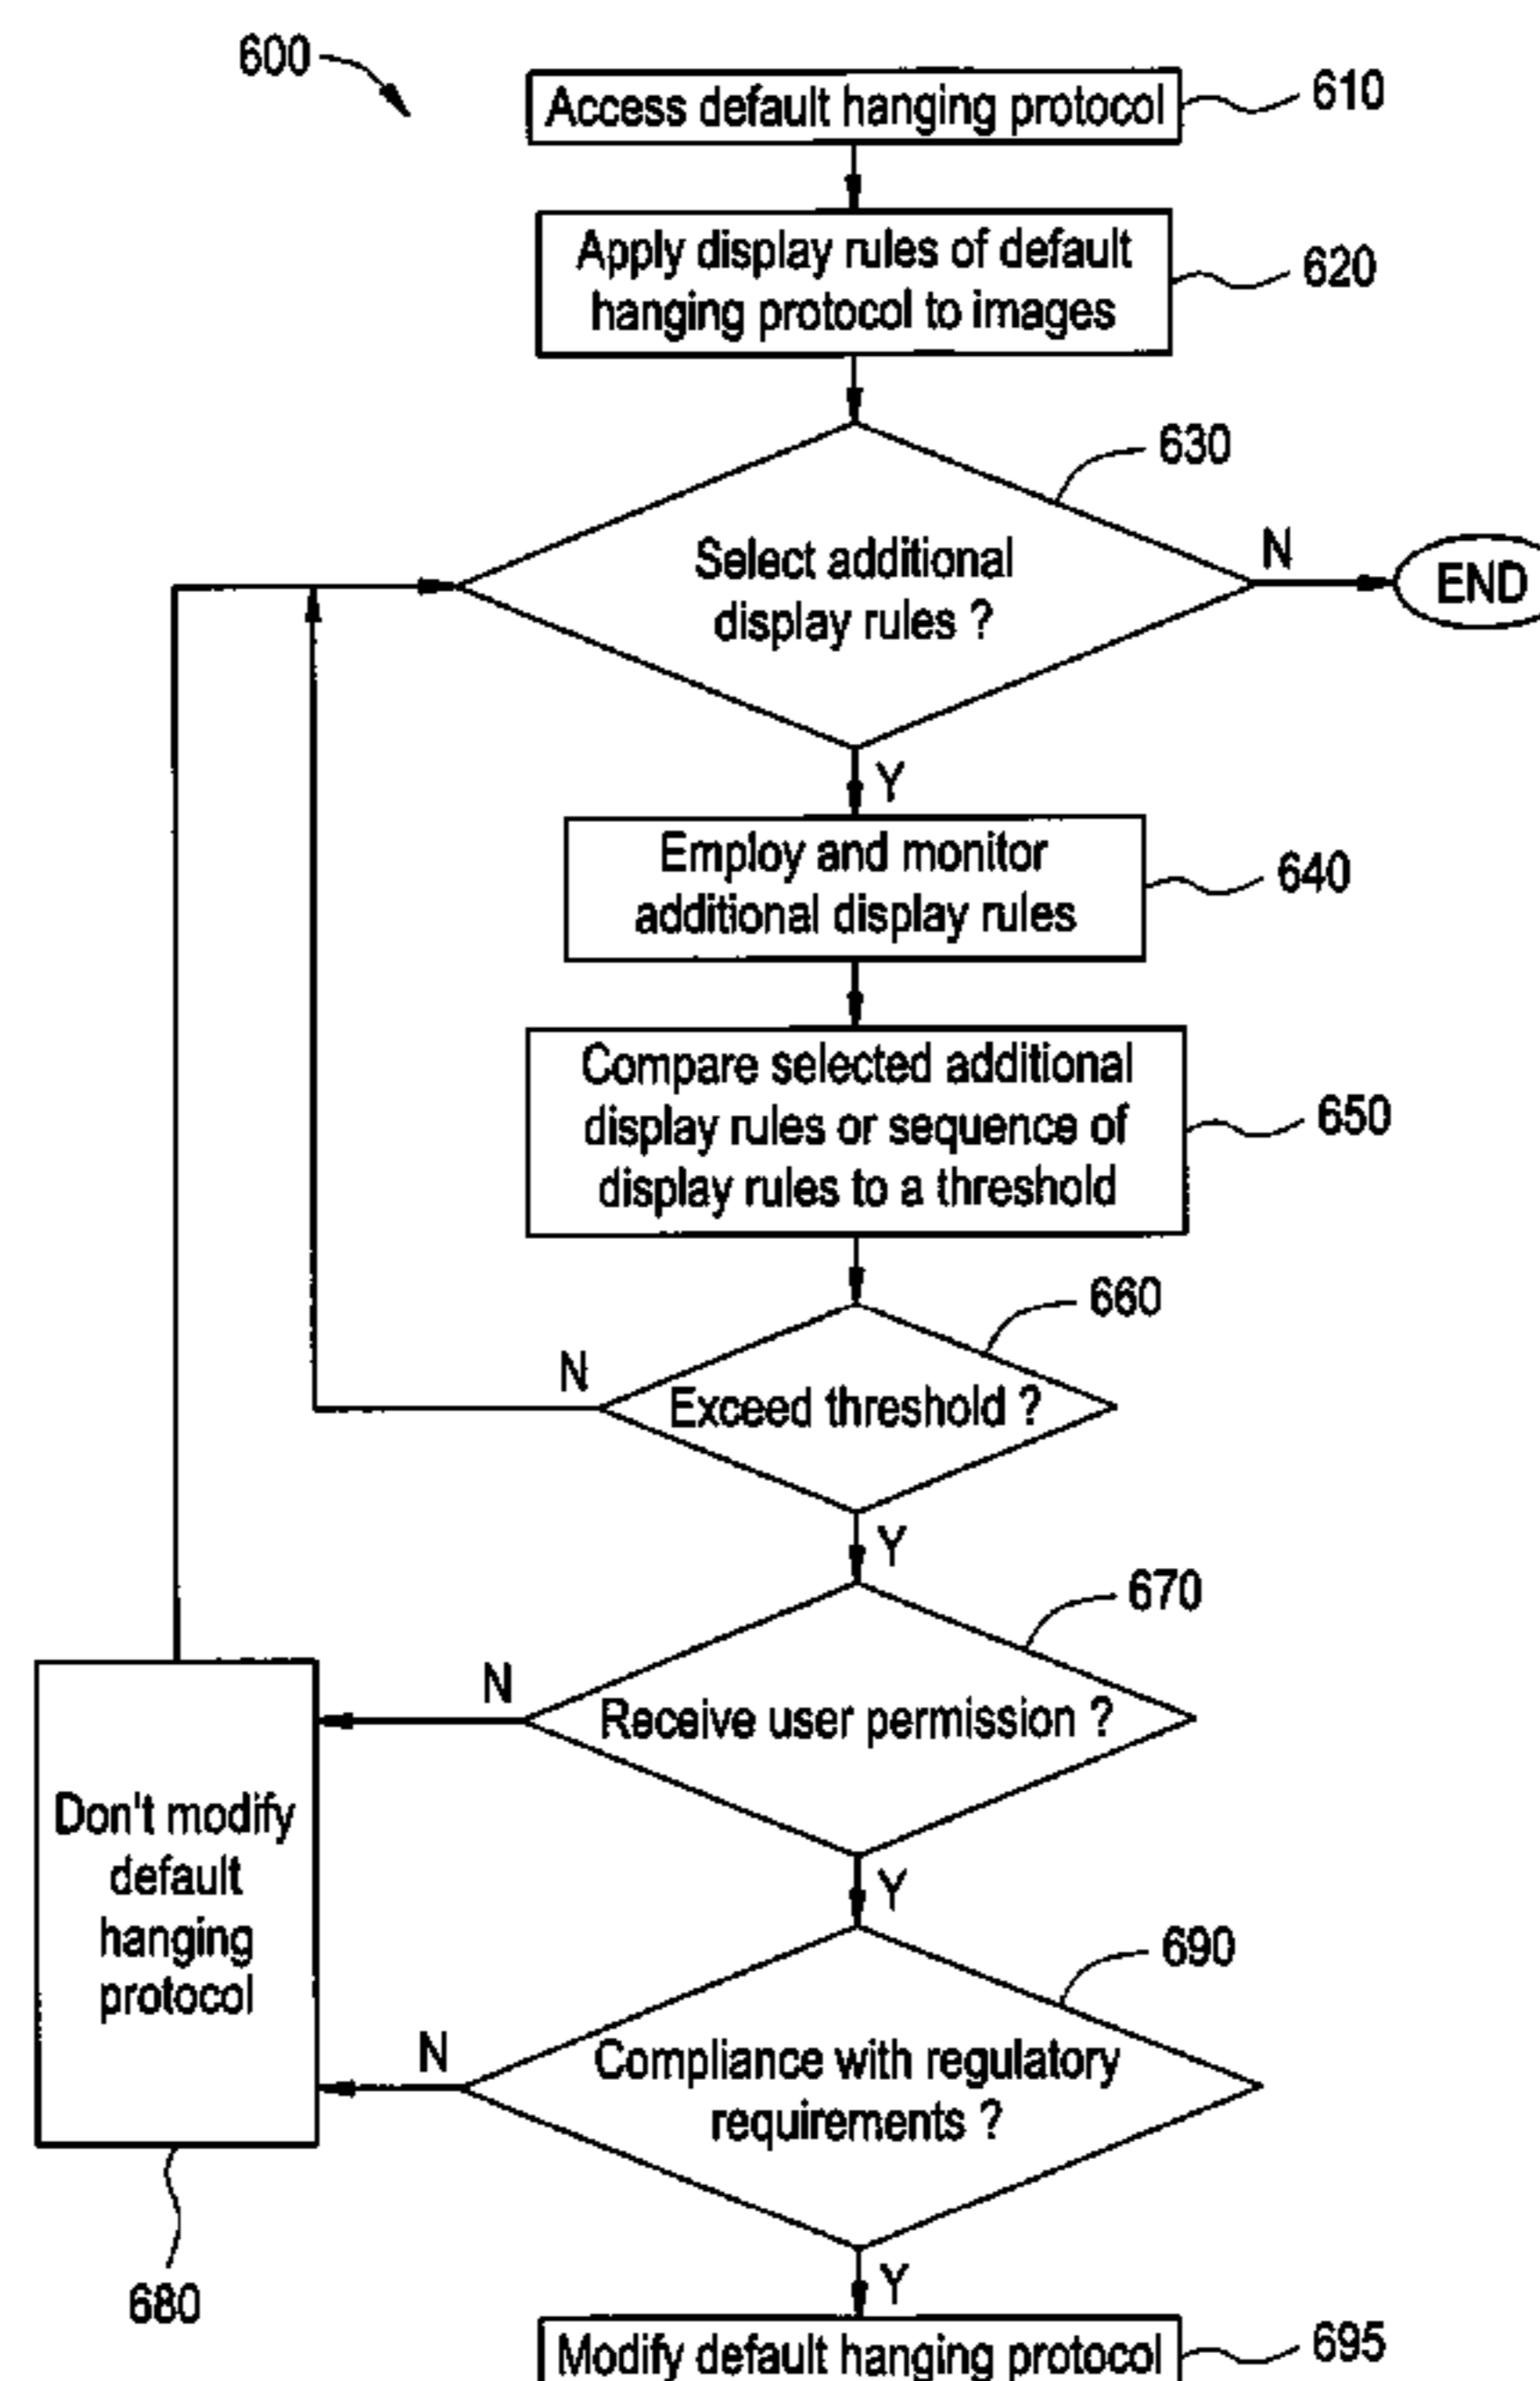 600
Access default hanging protocol
610
Apply display rules of default
hanging protocol to images
620
630
Select additional
display rules ?
N
END
Y
Employ and monitor
additional display rules
640
Compare selected additional
display rules or sequence of
display rules to a threshold
650
660
N
Exceed threshold ?
Y
670
N
Receive user permission ?
Don't modify
default
hanging
protocol
Y
690
N
Compliance with regulatory
requirements ?
680
Y
Modify default hanging protocol
695